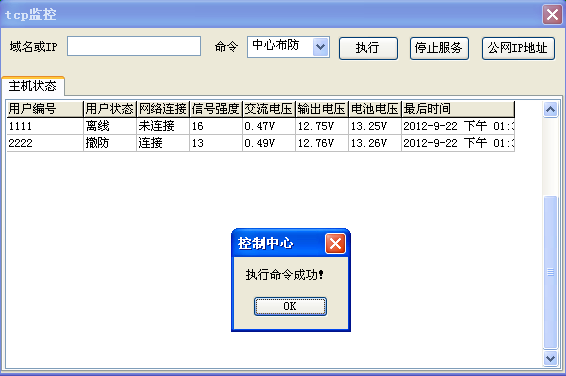 tcp监控
域名或IP 命令 中心布防 执行 停止服务 公网IP地址
主机状态
用户编号 用户状态 网络连接 信号强度 交流电压 输出电压 电池电压 最后时间
1111 离线 未连接 16 0.47V 12.75V 13.25V 2012-9-22 下午 01:
2222 撤防 连接 13 0.49V 12.76V 13.26V 2012-9-22 下午 01:
控制中心
执行命令成功!
OK